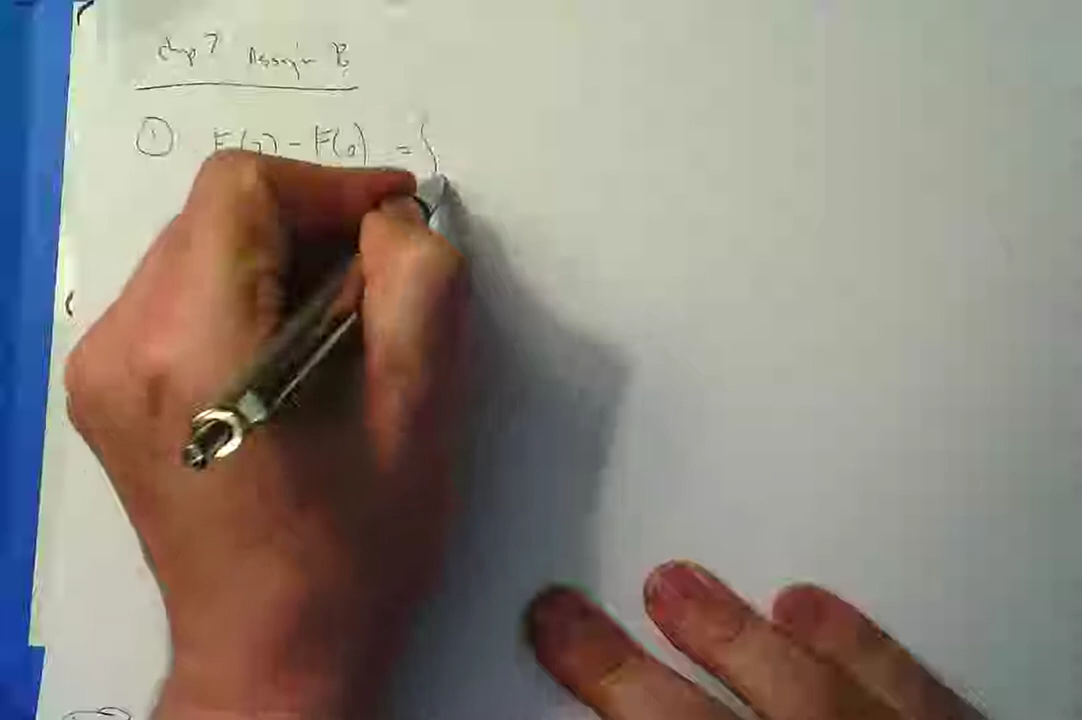 Chp 7 Assign B
① F(2) - F(0) = ∫